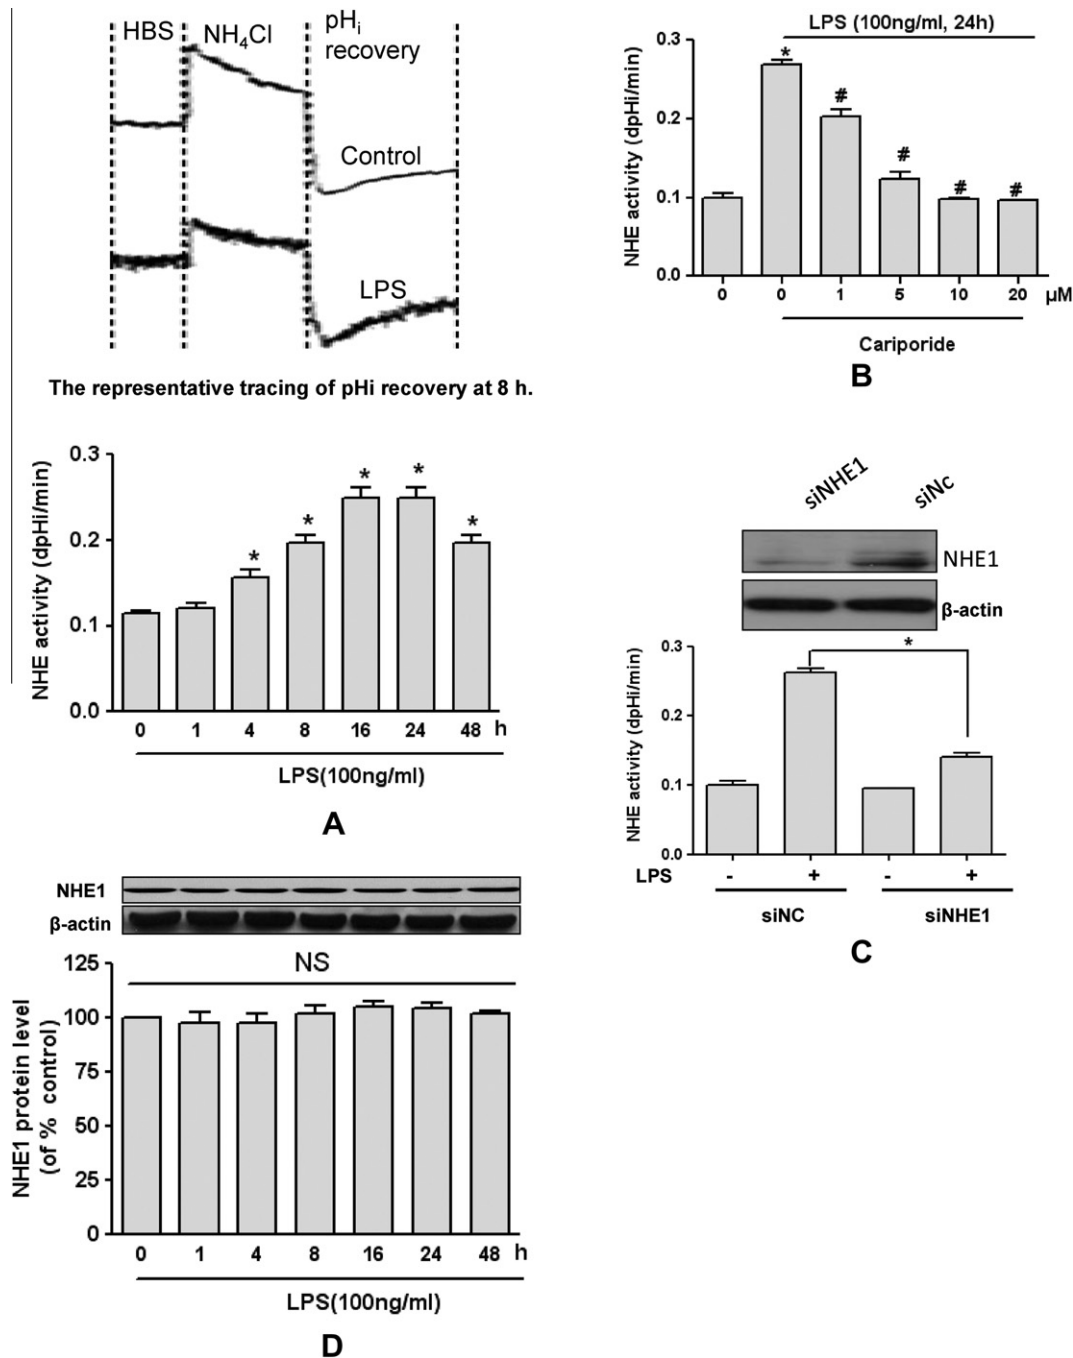 HBS NH4Cl pHi recovery
Control
LPS
The representative tracing of pHi recovery at 8 h.
NHE activity (dpHi/min)
0.3
0.2
0.1
0.0
* * * * *
0 1 4 8 16 24 48 h
LPS(100ng/ml)
A
LPS (100ng/ml, 24h)
NHE activity (dpHi/min)
0.3
0.2
0.1
0.0
* # # # #
0 0 1 5 10 20 µM
Cariporide
B
siNHE1 siNc
NHE1
β-actin
NHE activity (dpHi/min)
0.3
0.2
0.1
0.0
*
LPS - + - +
siNC siNHE1
C
NHE1
β-actin
NHE1 protein level
(of % control)
125
100
75
50
25
0
NS
0 1 4 8 16 24 48 h
LPS(100ng/ml)
D